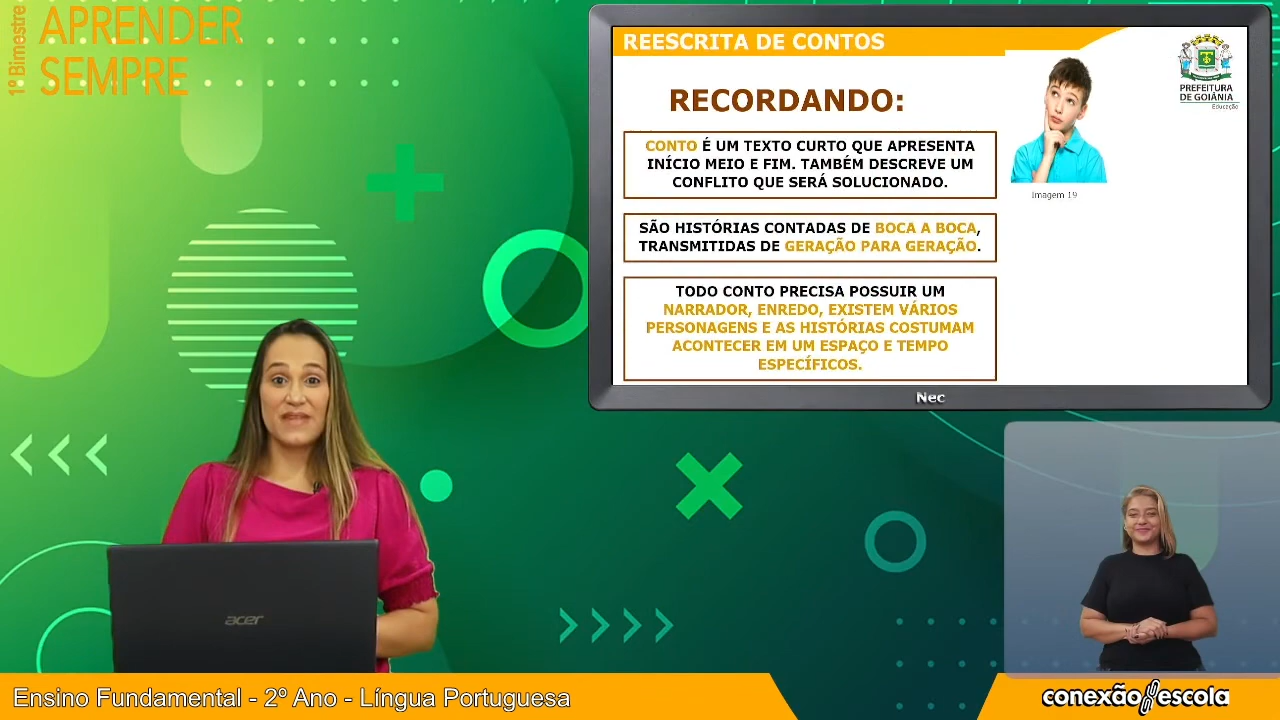 1º Bimestre
APRENDER
SEMPRE
REESCRITA DE CONTOS
RECORDANDO:
CONTO É UM TEXTO CURTO QUE APRESENTA
INÍCIO MEIO E FIM. TAMBÉM DESCREVE UM
CONFLITO QUE SERÁ SOLUCIONADO.
SÃO HISTÓRIAS CONTADAS DE BOCA A BOCA,
TRANSMITIDAS DE GERAÇÃO PARA GERAÇÃO.
TODO CONTO PRECISA POSSUIR UM
NARRADOR, ENREDO, EXISTEM VÁRIOS
PERSONAGENS E AS HISTÓRIAS COSTUMAM
ACONTECER EM UM ESPAÇO E TEMPO
ESPECÍFICOS.
Imagem 19
PREFEITURA
DE GOIÂNIA
Educação
Nec
acer
Ensino Fundamental - 2º Ano - Língua Portuguesa
conexão escola